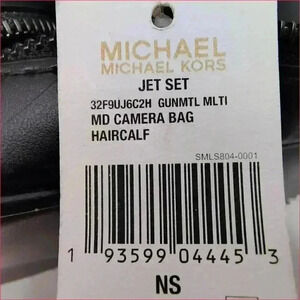 MICHAEL
MICHAEL KORS
JET SET
32F9UJ6C2H GUNMTL MLTI
MD CAMERA BAG
HAIRCALF
SMLS804-0001
1 93599 04445 3
NS